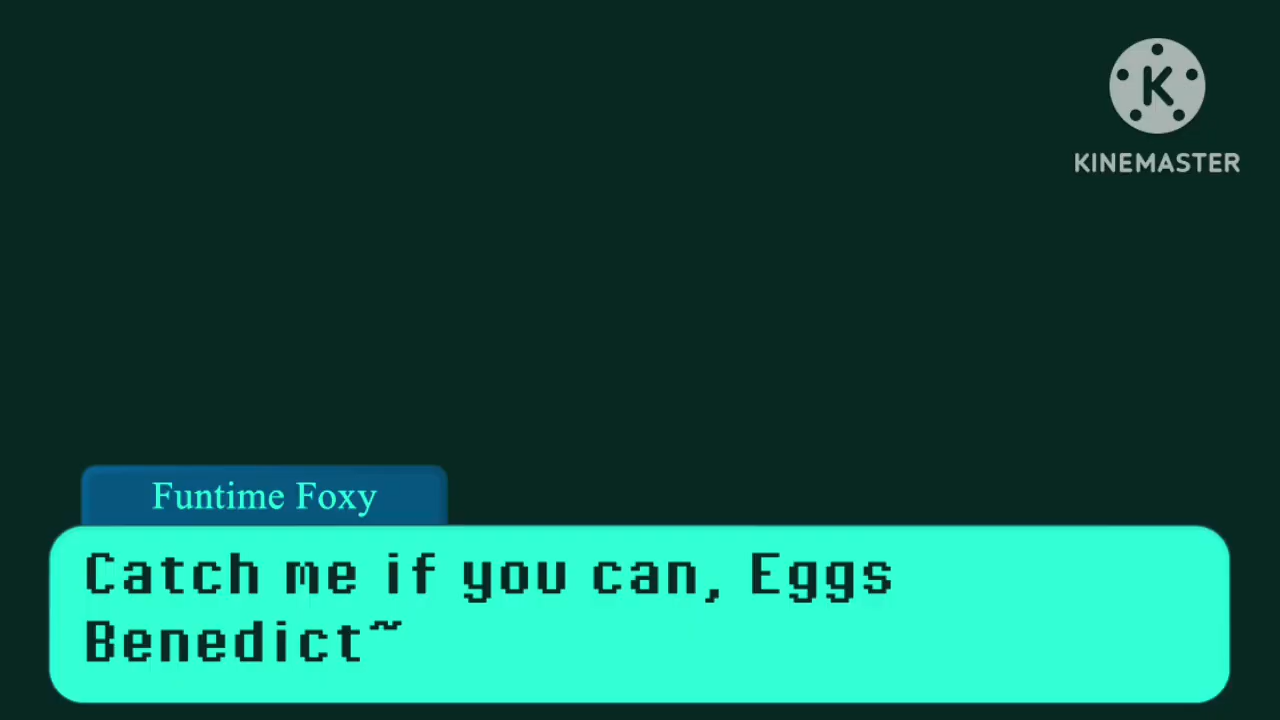 K
KINEMASTER
Funtime Foxy
Catch me if you can, Eggs
Benedict~